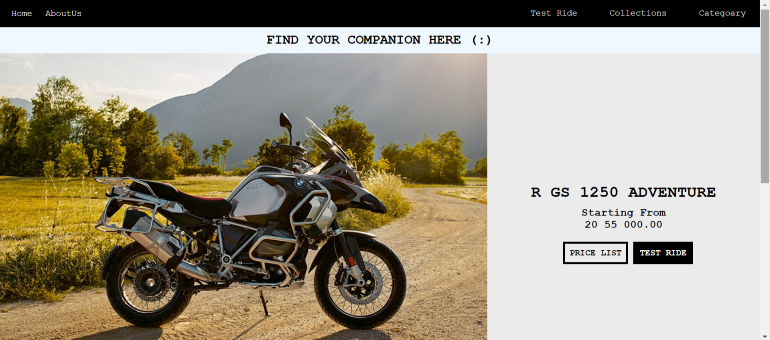 Home AboutUs Test Ride Collections Categoary
FIND YOUR COMPANION HERE (:)
R GS 1250 ADVENTURE
Starting From
20 55 000.00
PRICE LIST TEST RIDE